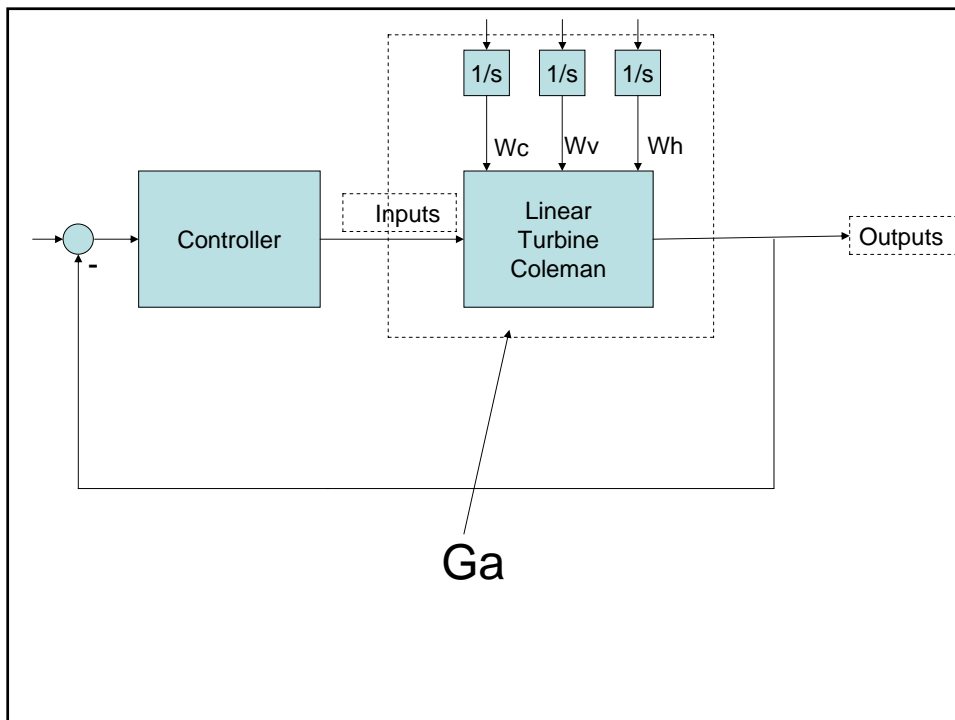 1/s 1/s 1/s
Wc Wv Wh
Inputs
Controller
Linear
Turbine
Coleman
Outputs
-
Ga